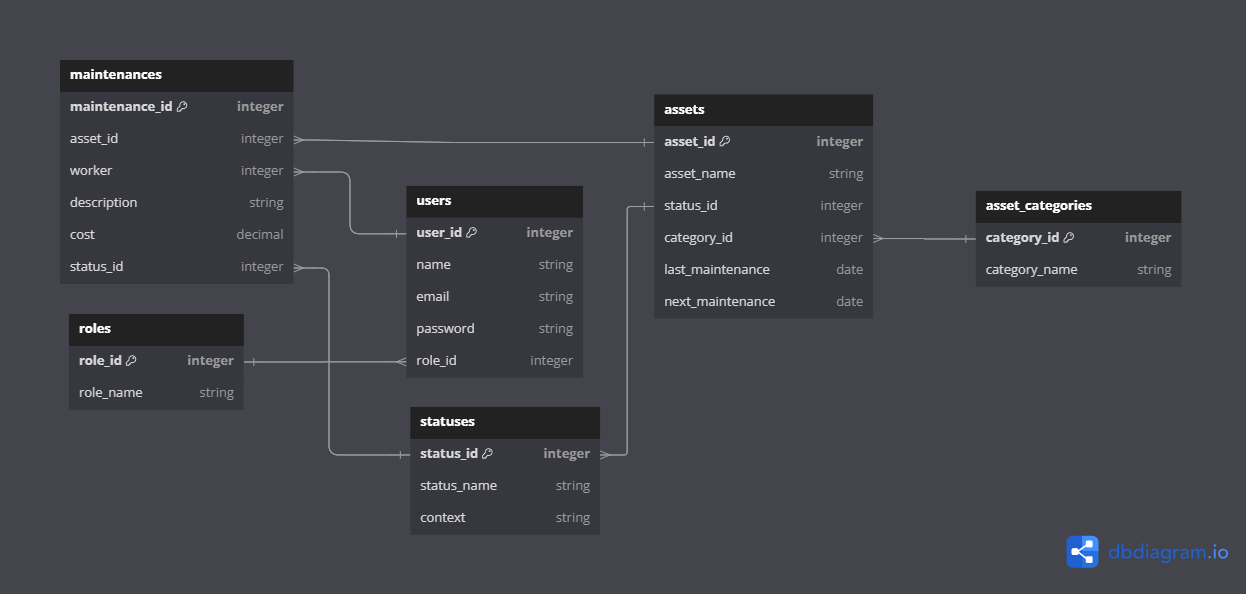 maintenances
maintenance_id integer
asset_id integer
worker integer
description string
cost decimal
status_id integer
roles
role_id integer
role_name string
users
user_id integer
name string
email string
password string
role_id integer
statuses
status_id integer
status_name string
context string
assets
asset_id integer
asset_name string
status_id integer
category_id integer
last_maintenance date
next_maintenance date
asset_categories
category_id integer
category_name string
dbdiagram.io